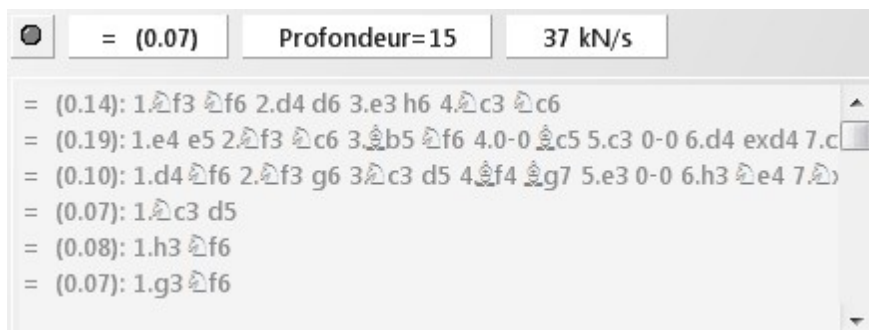 = (0.07) Profondeur=15 37 kN/s
= (0.14): 1.♘f3 ♘f6 2.d4 d6 3.e3 h6 4.♘c3 ♘c6
= (0.19): 1.e4 e5 2.♘f3 ♘c6 3.♗b5 ♘f6 4.0-0 ♗c5 5.c3 0-0 6.d4 exd4 7.c
= (0.10): 1.d4 ♘f6 2.♘f3 g6 3♘c3 d5 4♗f4 ♗g7 5.e3 0-0 6.h3 ♘e4 7.♘x
= (0.07): 1.♘c3 d5
= (0.08): 1.h3 ♘f6
= (0.07): 1.g3 ♘f6